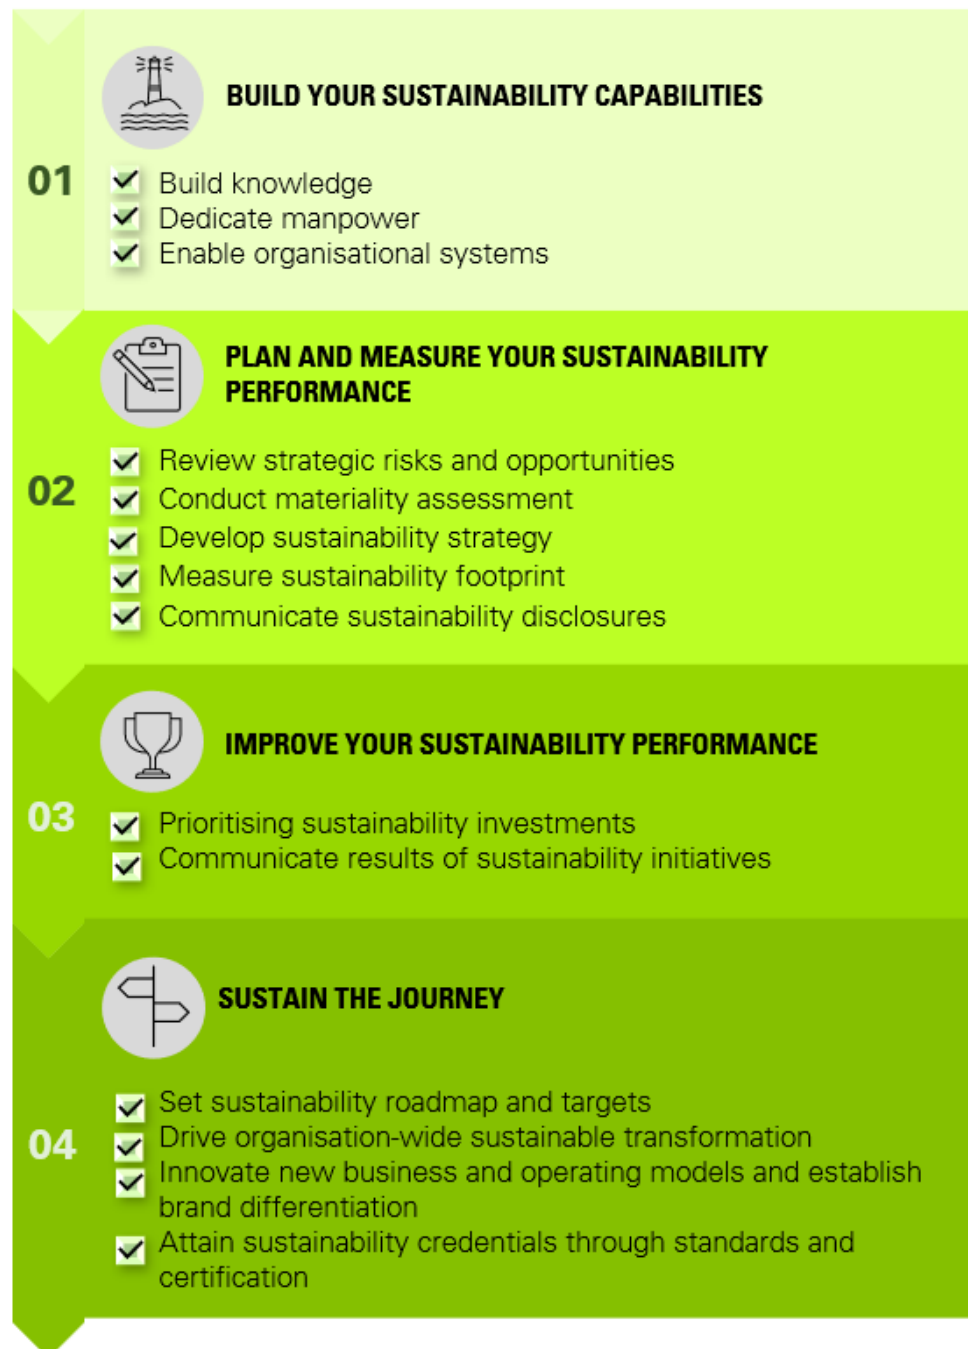 BUILD YOUR SUSTAINABILITY CAPABILITIES
01
Build knowledge
Dedicate manpower
Enable organisational systems
PLAN AND MEASURE YOUR SUSTAINABILITY
PERFORMANCE
02
Review strategic risks and opportunities
Conduct materiality assessment
Develop sustainability strategy
Measure sustainability footprint
Communicate sustainability disclosures
IMPROVE YOUR SUSTAINABILITY PERFORMANCE
03
Prioritising sustainability investments
Communicate results of sustainability initiatives
SUSTAIN THE JOURNEY
04
Set sustainability roadmap and targets
Drive organisation-wide sustainable transformation
Innovate new business and operating models and establish
brand differentiation
Attain sustainability credentials through standards and
certification